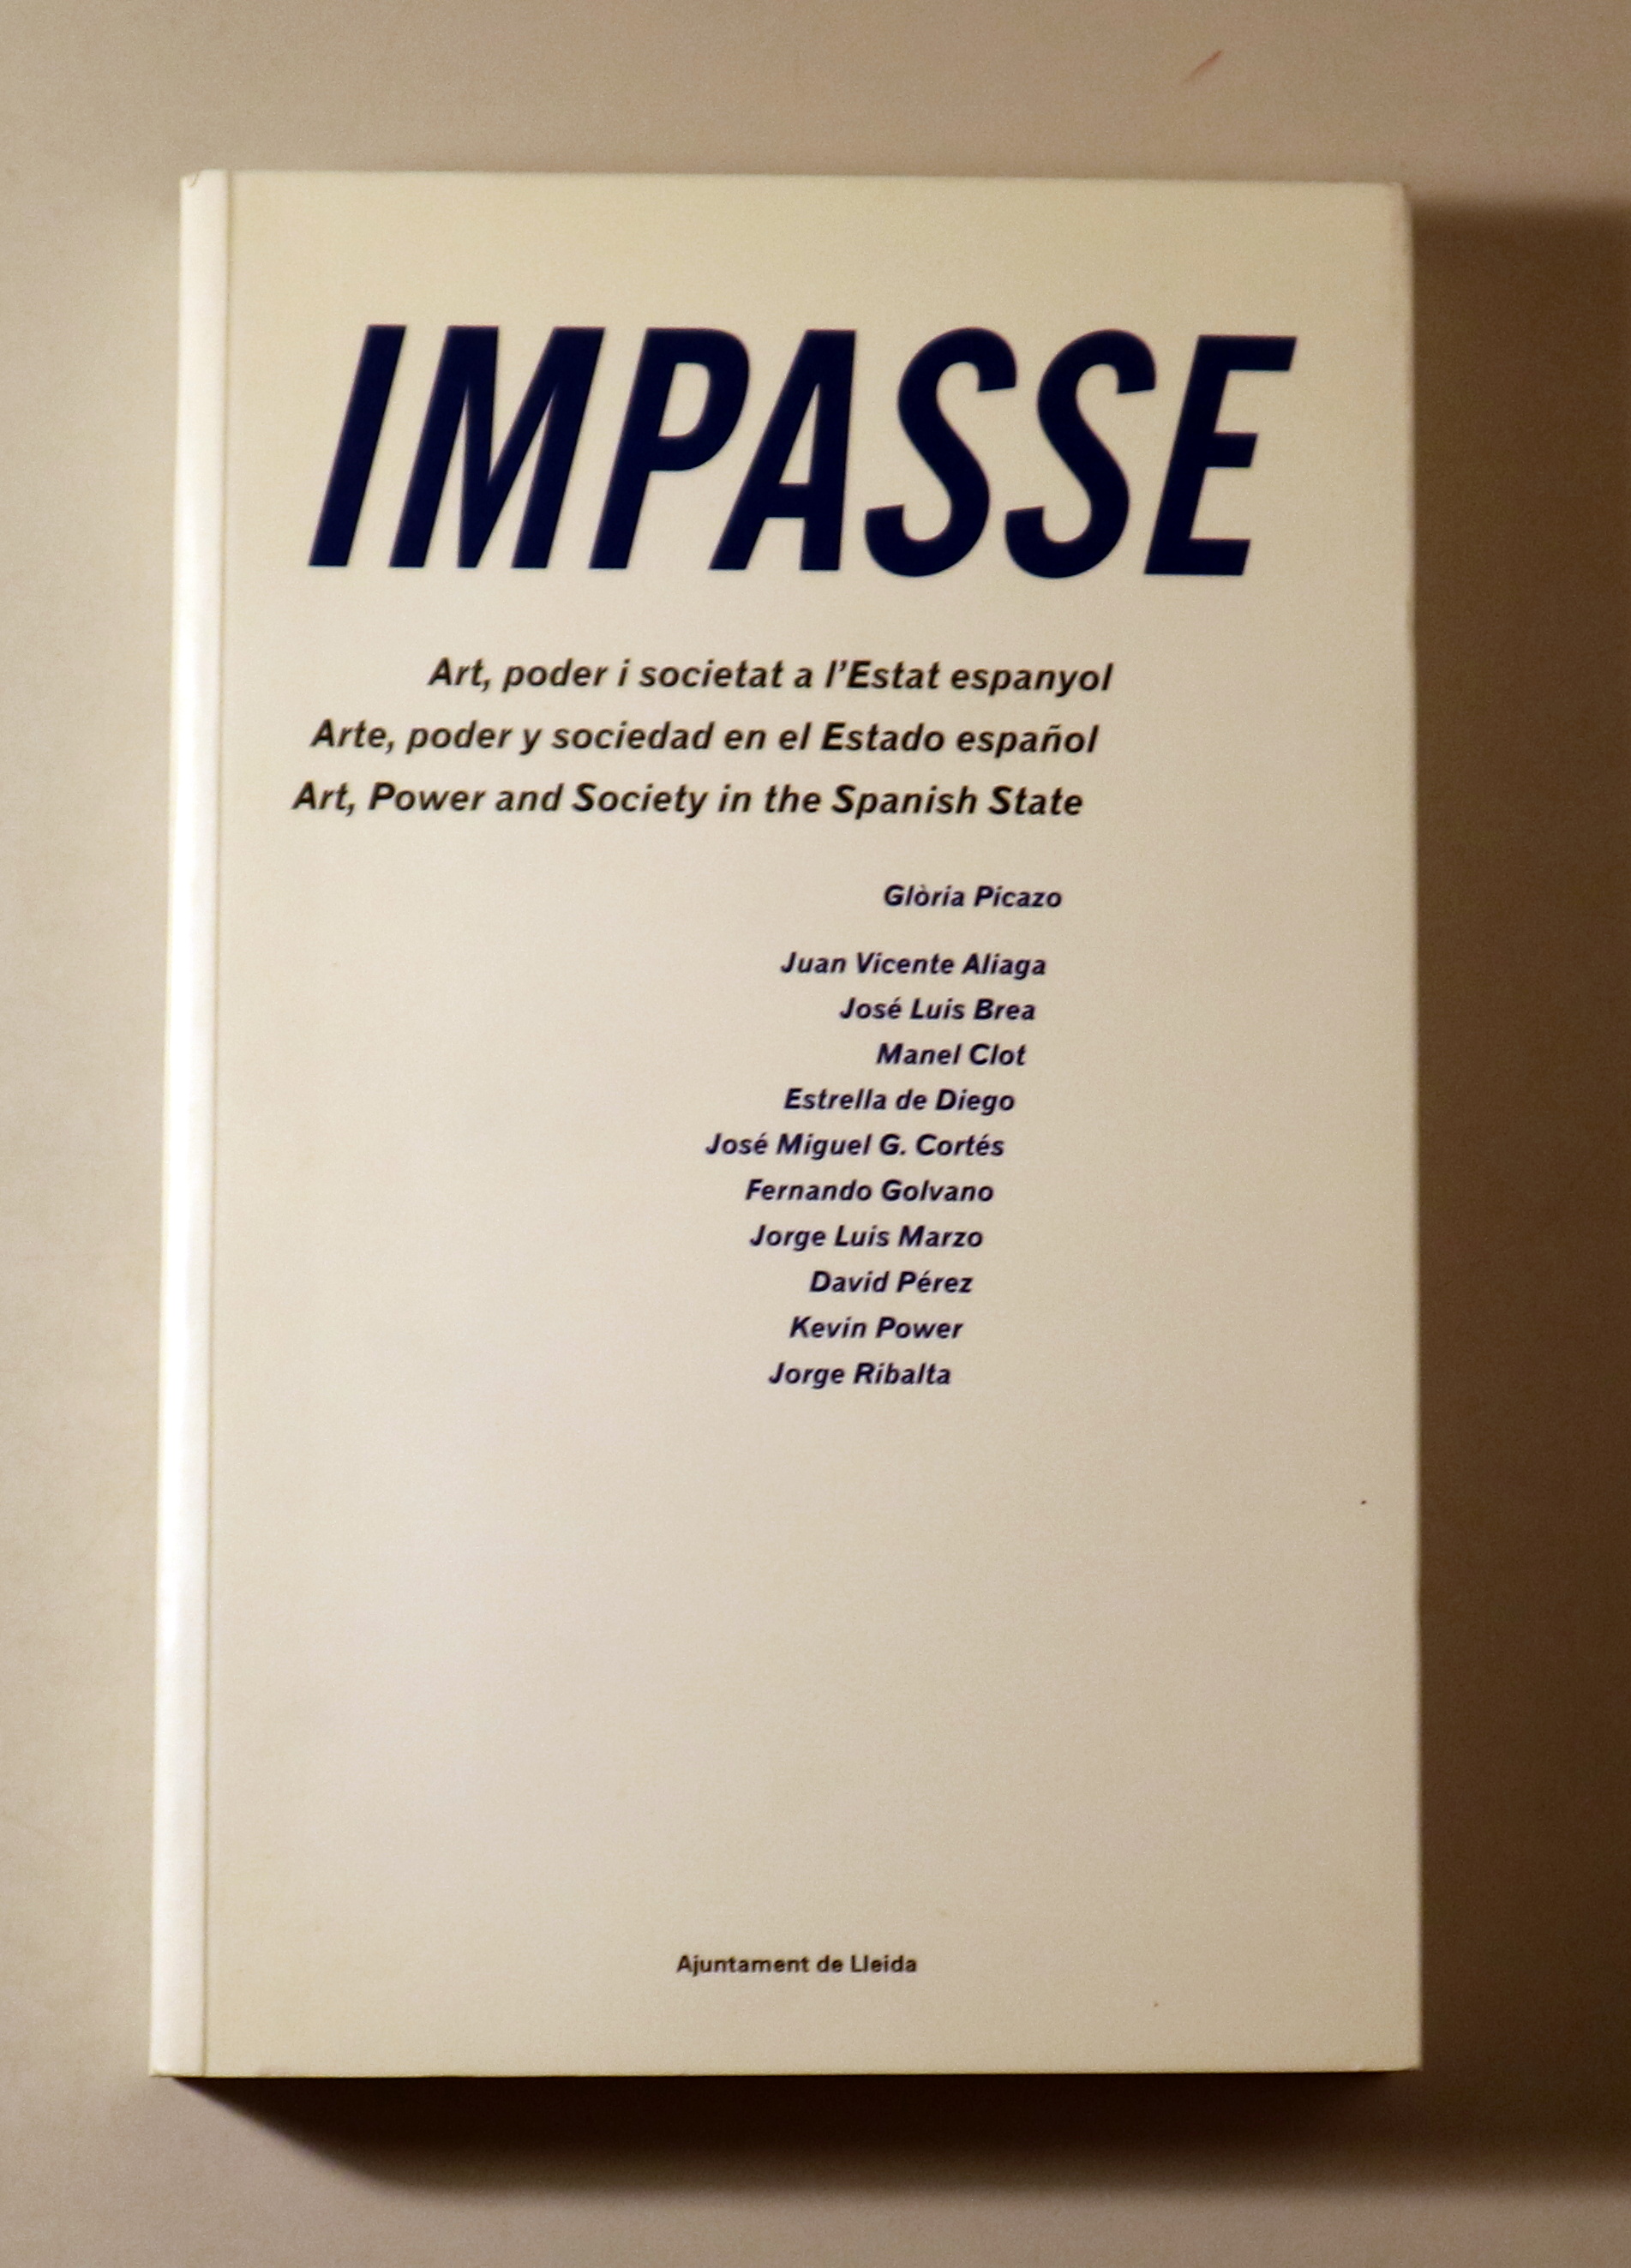 IMPASSE
Art, poder i societat a l'Estat espanyol
Arte, poder y sociedad en el Estado español
Art, Power and Society in the Spanish State
Glòria Picazo
Juan Vicente Aliaga
José Luis Brea
Manel Clot
Estrella de Diego
José Miguel G. Cortés
Fernando Golvano
Jorge Luis Marzo
David Pérez
Kevin Power
Jorge Ribalta
Ajuntament de Lleida